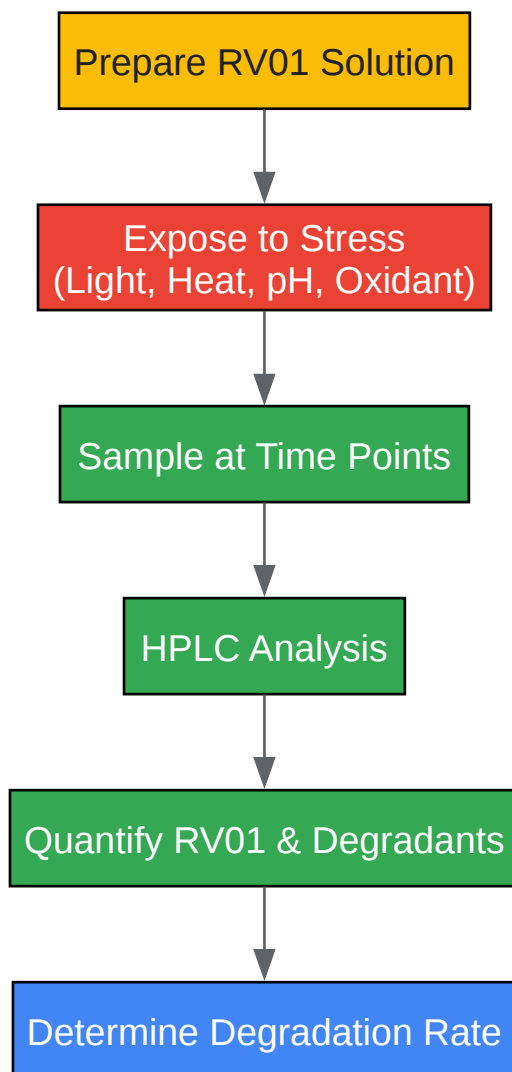 Prepare RV01 Solution
Expose to Stress
(Light, Heat, pH, Oxidant)
Sample at Time Points
HPLC Analysis
Quantify RV01 & Degradants
Determine Degradation Rate